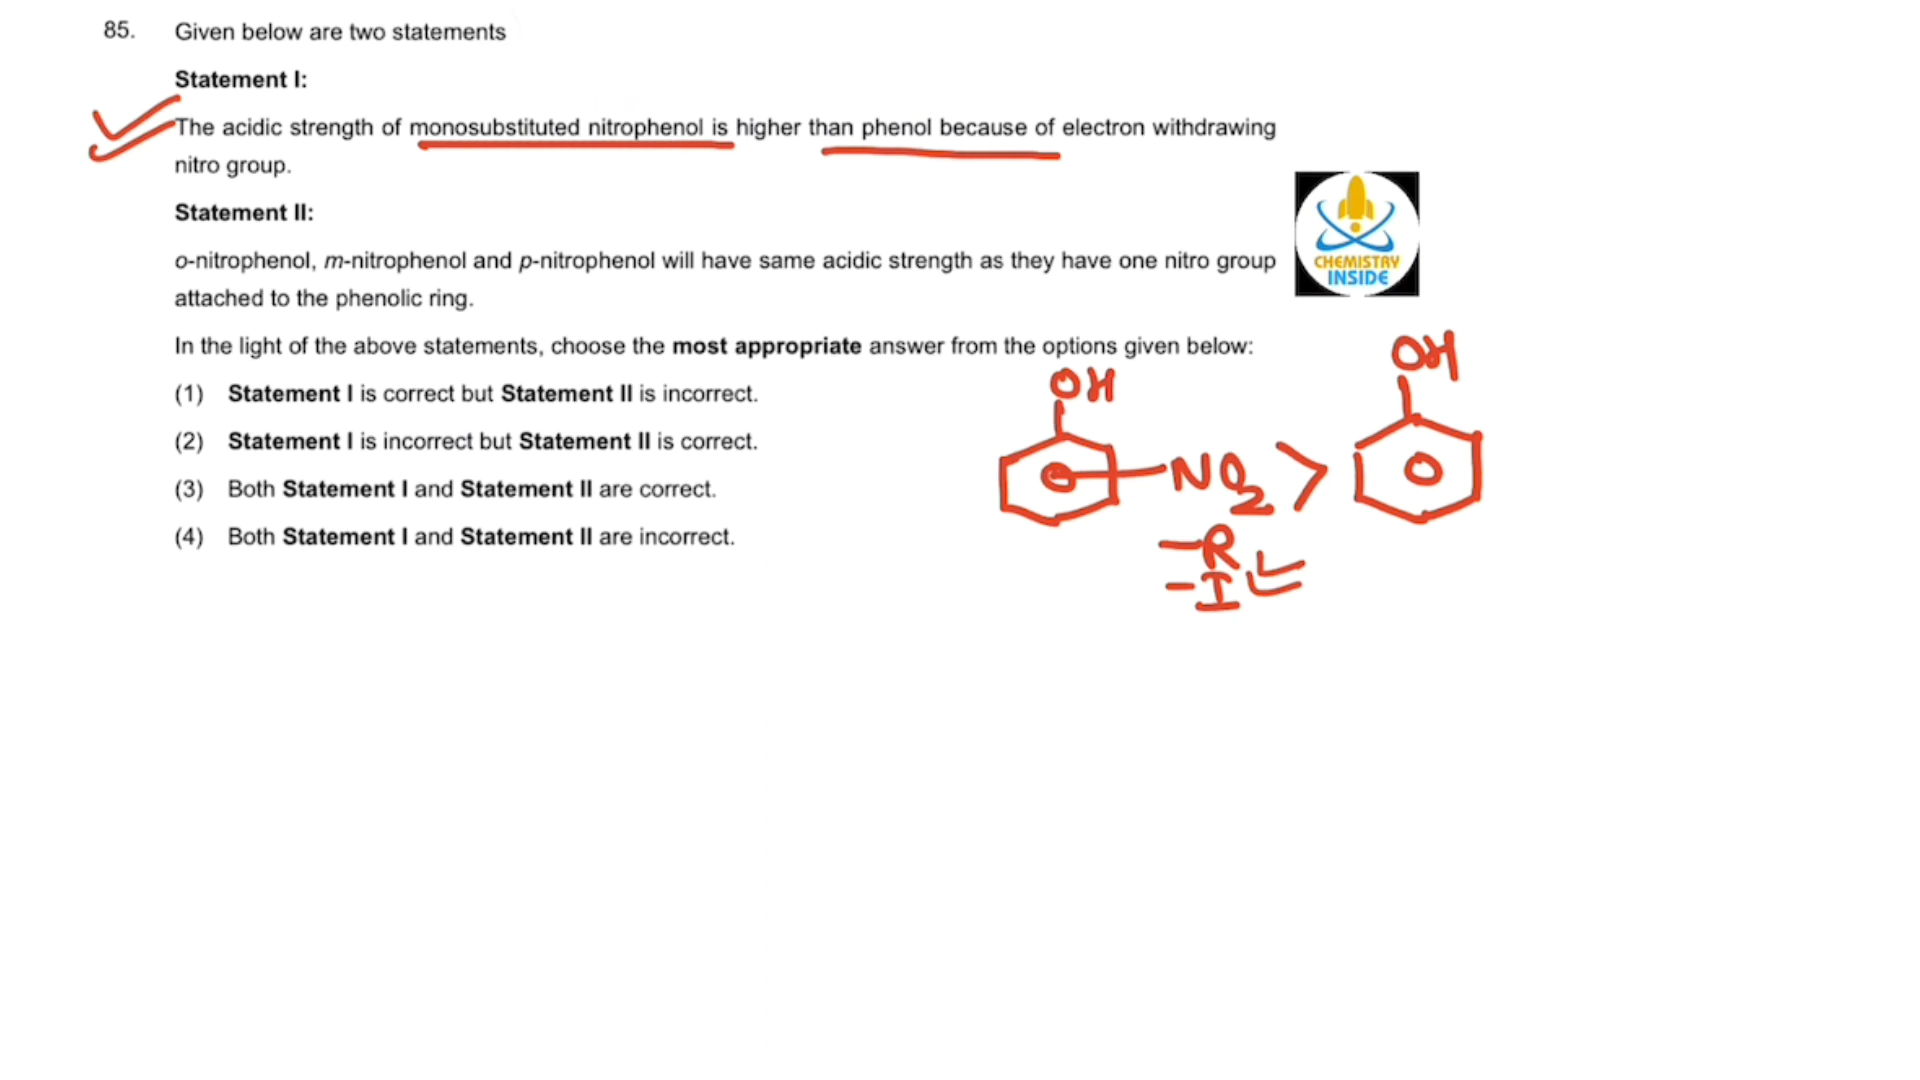 85. Given below are two statements
Statement I:
The acidic strength of monosubstituted nitrophenol is higher than phenol because of electron withdrawing
nitro group.
Statement II:
o-nitrophenol, m-nitrophenol and p-nitrophenol will have same acidic strength as they have one nitro group
attached to the phenolic ring.
CHEMISTRY
INSIDE
In the light of the above statements, choose the most appropriate answer from the options given below:
(1) Statement I is correct but Statement II is incorrect.
(2) Statement I is incorrect but Statement II is correct.
(3) Both Statement I and Statement II are correct.
(4) Both Statement I and Statement II are incorrect.
OH
OH
NO2 >
-R
-I